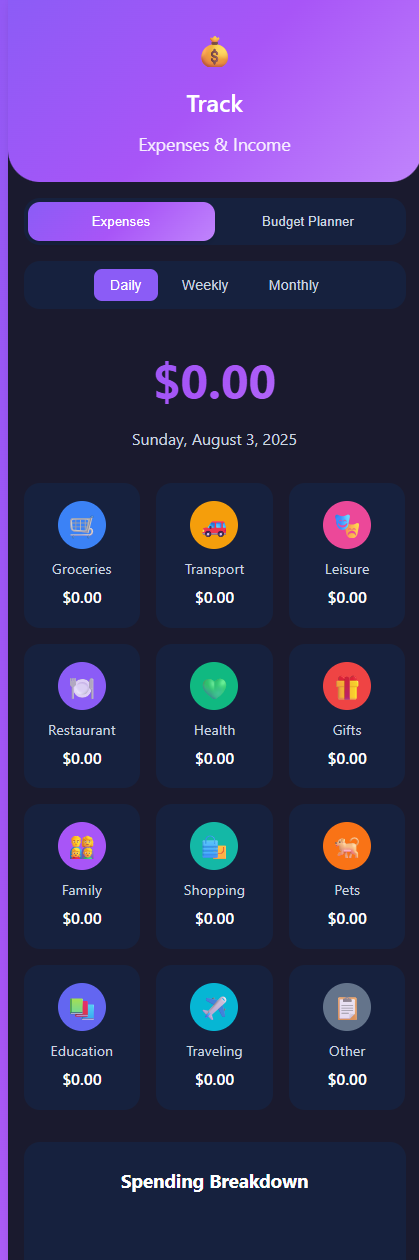 Track
Expenses & Income
Expenses Budget Planner
Daily Weekly Monthly
$0.00
Sunday, August 3, 2025
Groceries Transport Leisure
$0.00 $0.00 $0.00
Restaurant Health Gifts
$0.00 $0.00 $0.00
Family Shopping Pets
$0.00 $0.00 $0.00
Education Traveling Other
$0.00 $0.00 $0.00
Spending Breakdown